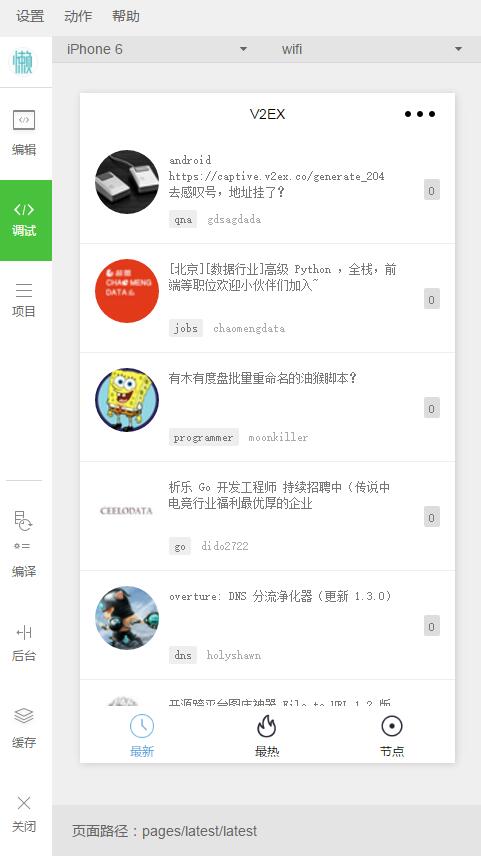 设置 动作 帮助
懒
iPhone 6 wifi
编辑
调试
项目
编译
后台
缓存
关闭
V2EX
android
https://captive.v2ex.co/generate_204
去感叹号，地址挂了？
0
qna gdsagdada
CHAOMENG
DATA
[北京][数据行业]高级 Python ，全栈，前
端等职位欢迎小伙伴们加入~
0
jobs chaomengdata
有木有度盘批量重命名的油猴脚本？
0
programmer moonkiller
CEELODATA
析乐 Go 开发工程师 持续招聘中（传说中
电竞行业福利最优厚的企业
0
go dido2722
overture: DNS 分流净化器（更新 1.3.0）
0
dns holyshawn
最新 最热 节点
页面路径：pages/latest/latest